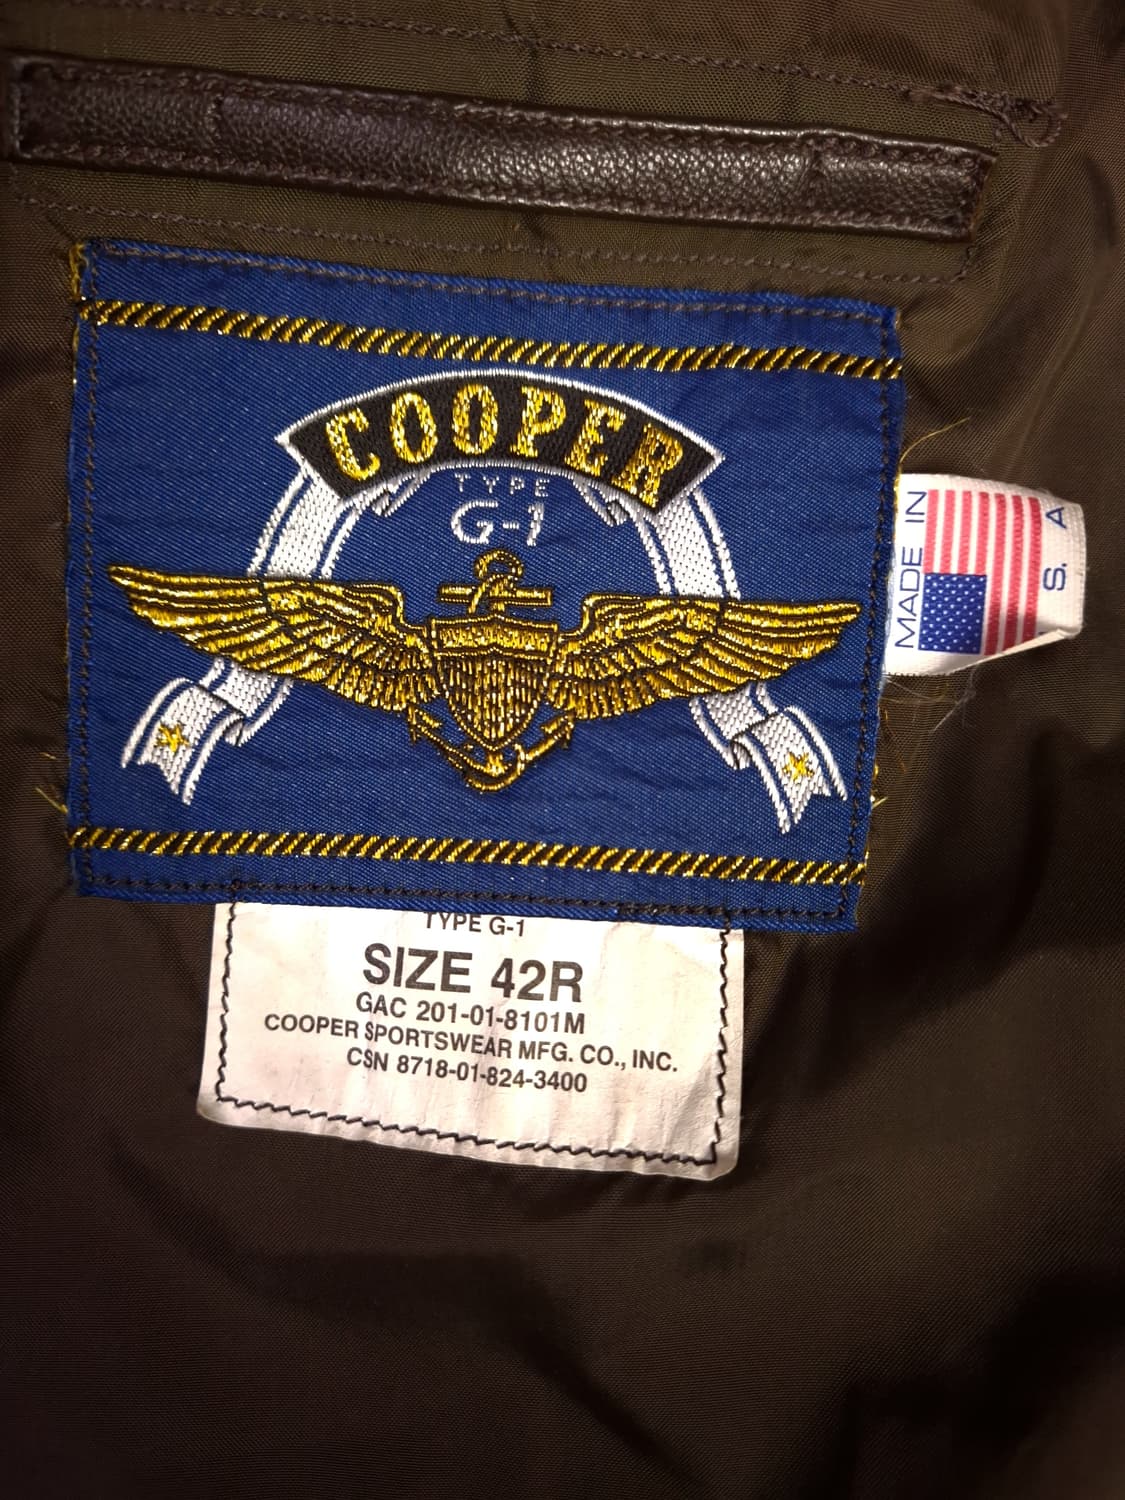 COOPER
TYPE
G-1
MADE IN
U. S. A
TYPE G-1
SIZE 42R
GAC 201-01-8101M
COOPER SPORTSWEAR MFG. CO., INC.
CSN 8718-01-824-3400